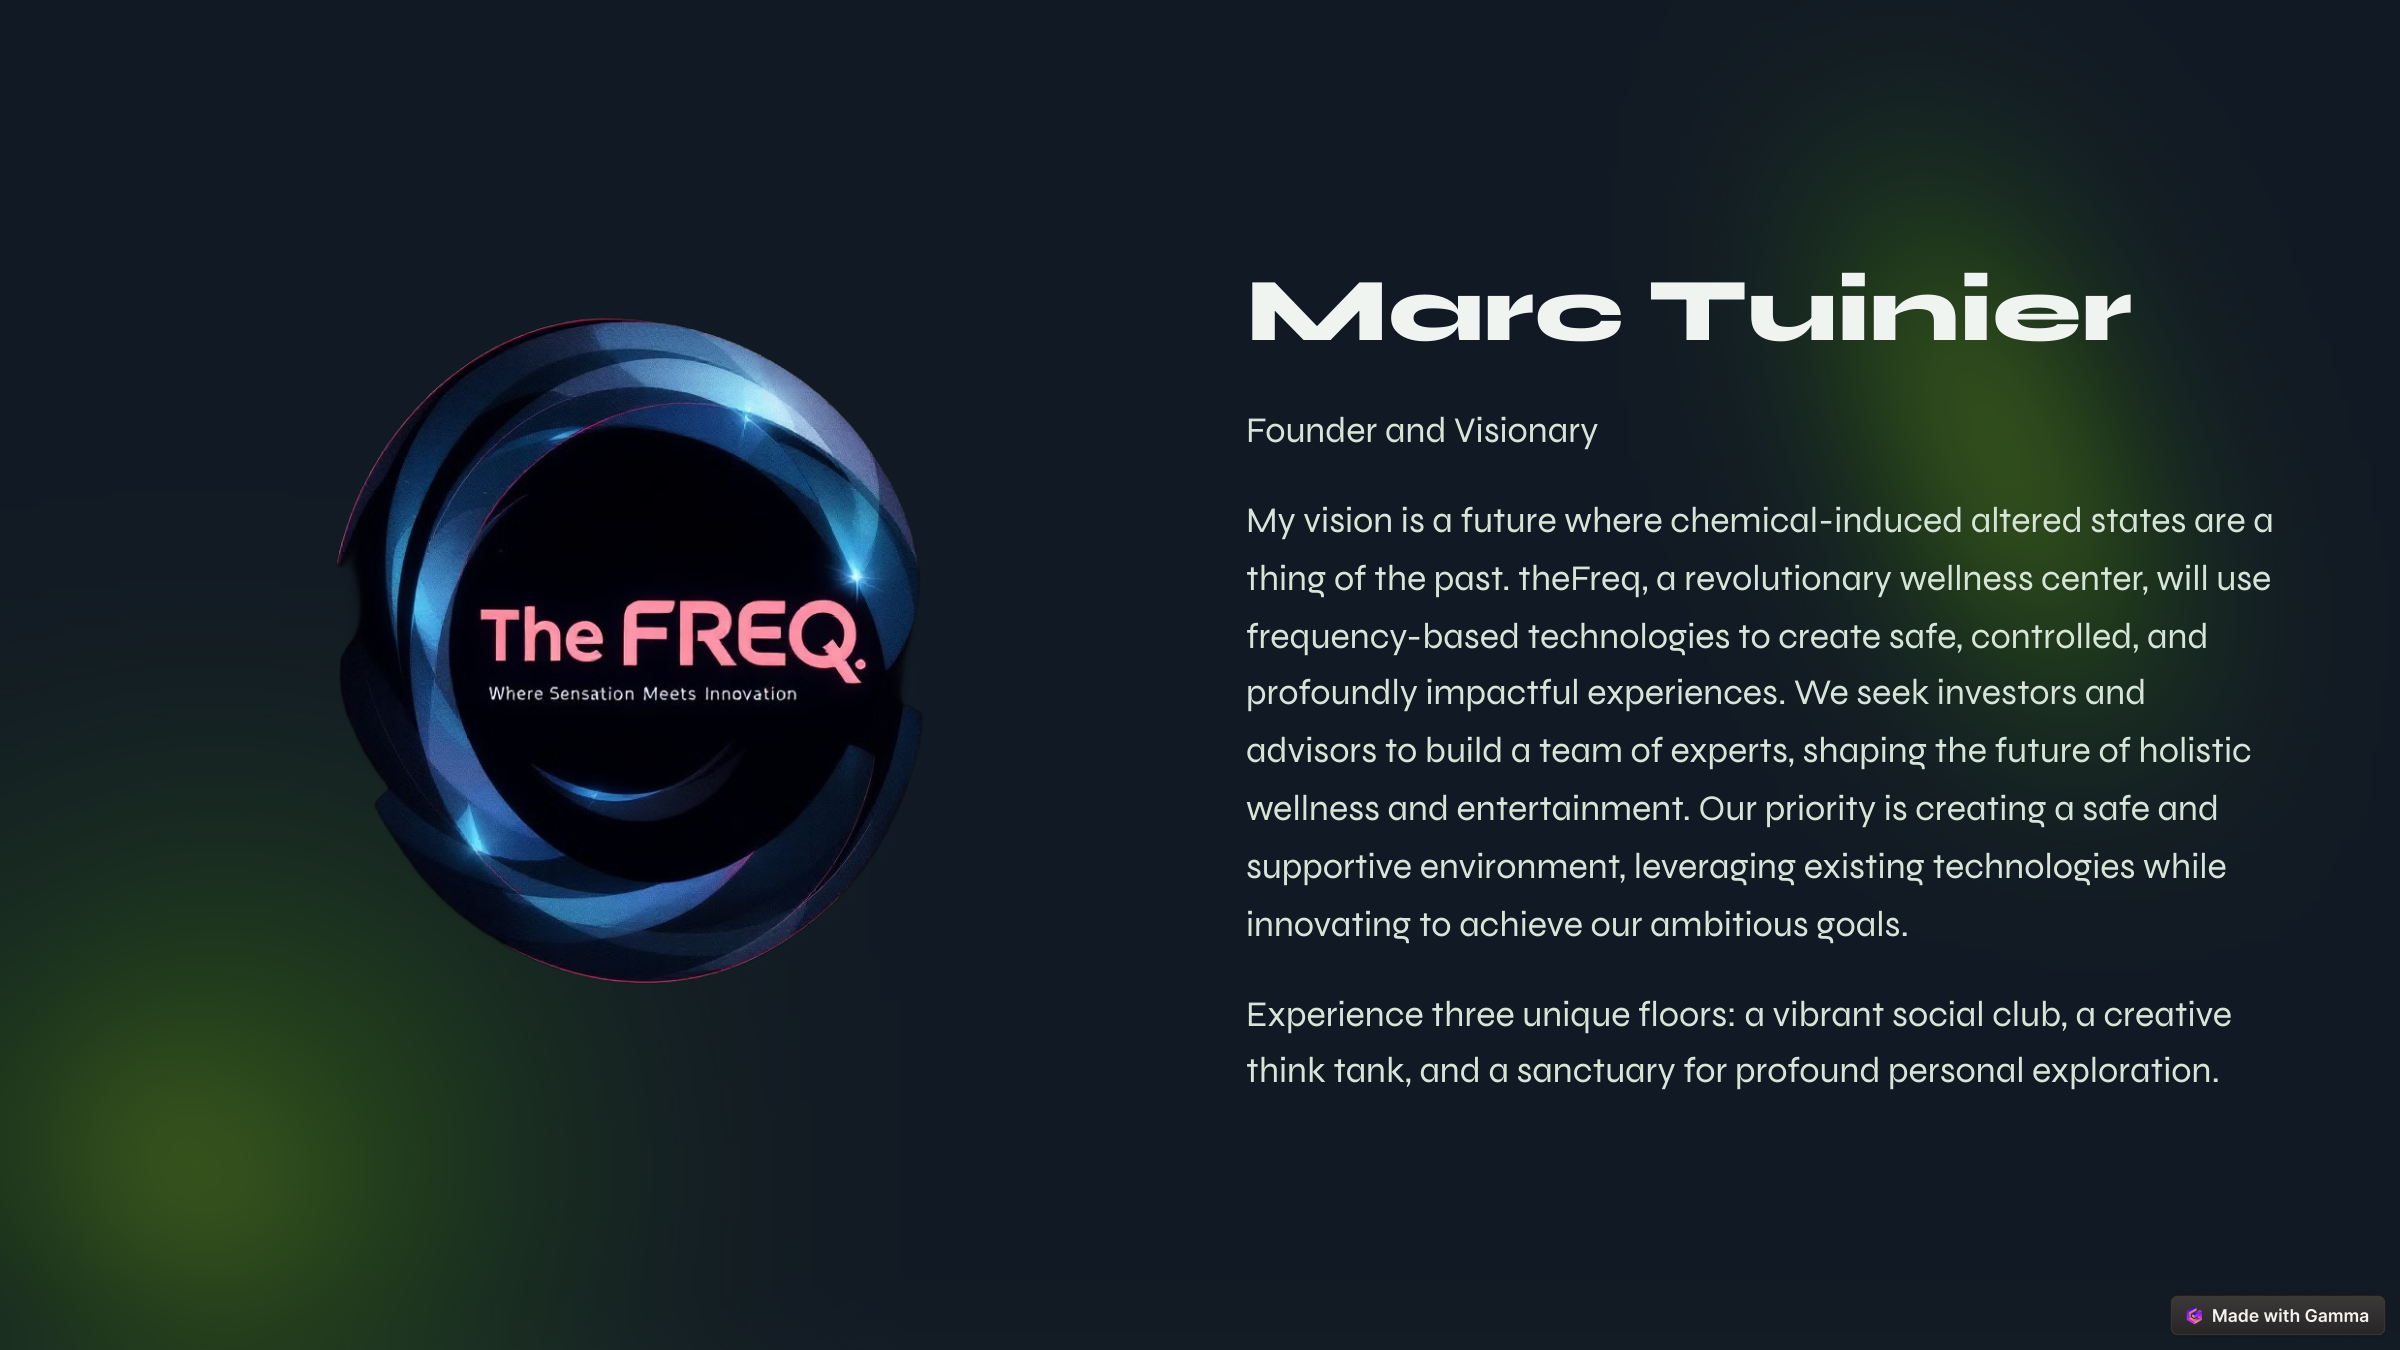 The FREQ.
Where Sensation Meets Innovation
Marc Tuinier
Founder and Visionary
My vision is a future where chemical-induced altered states are a
thing of the past. theFreq, a revolutionary wellness center, will use
frequency-based technologies to create safe, controlled, and
profoundly impactful experiences. We seek investors and
advisors to build a team of experts, shaping the future of holistic
wellness and entertainment. Our priority is creating a safe and
supportive environment, leveraging existing technologies while
innovating to achieve our ambitious goals.
Experience three unique floors: a vibrant social club, a creative
think tank, and a sanctuary for profound personal exploration.
Made with Gamma